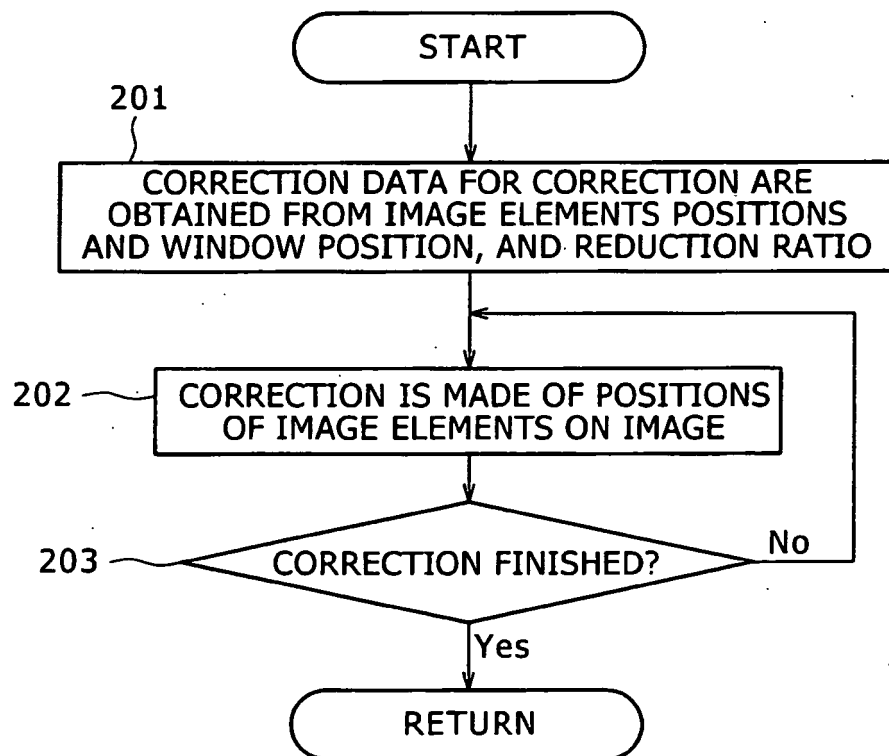 START
201
CORRECTION DATA FOR CORRECTION ARE
OBTAINED FROM IMAGE ELEMENTS POSITIONS
AND WINDOW POSITION, AND REDUCTION RATIO
202
CORRECTION IS MADE OF POSITIONS
OF IMAGE ELEMENTS ON IMAGE
203
CORRECTION FINISHED?
No
Yes
RETURN